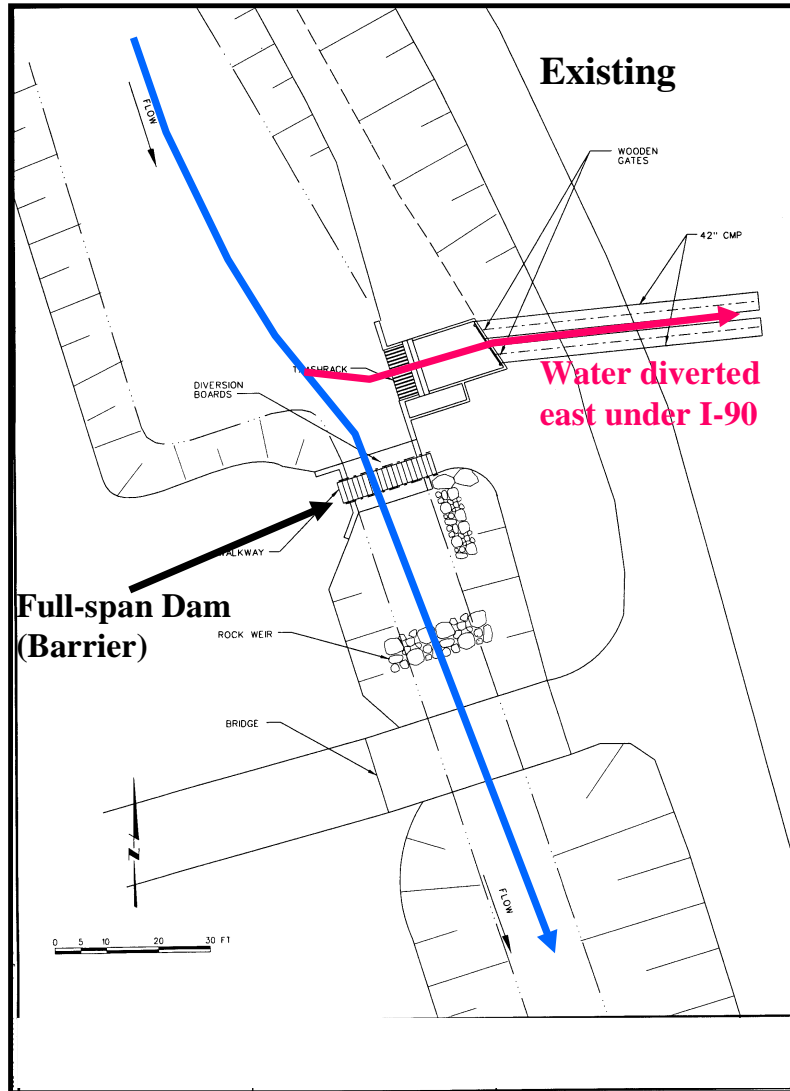 Existing
FLOW
WOODEN
GATES
42" CMP
TRASHRACK
Water diverted
east under I-90
DIVERSION
BOARDS
WALKWAY
Full-span Dam
(Barrier)
ROCK WEIR
BRIDGE
N
FLOW
0 5 10 20 30 FT